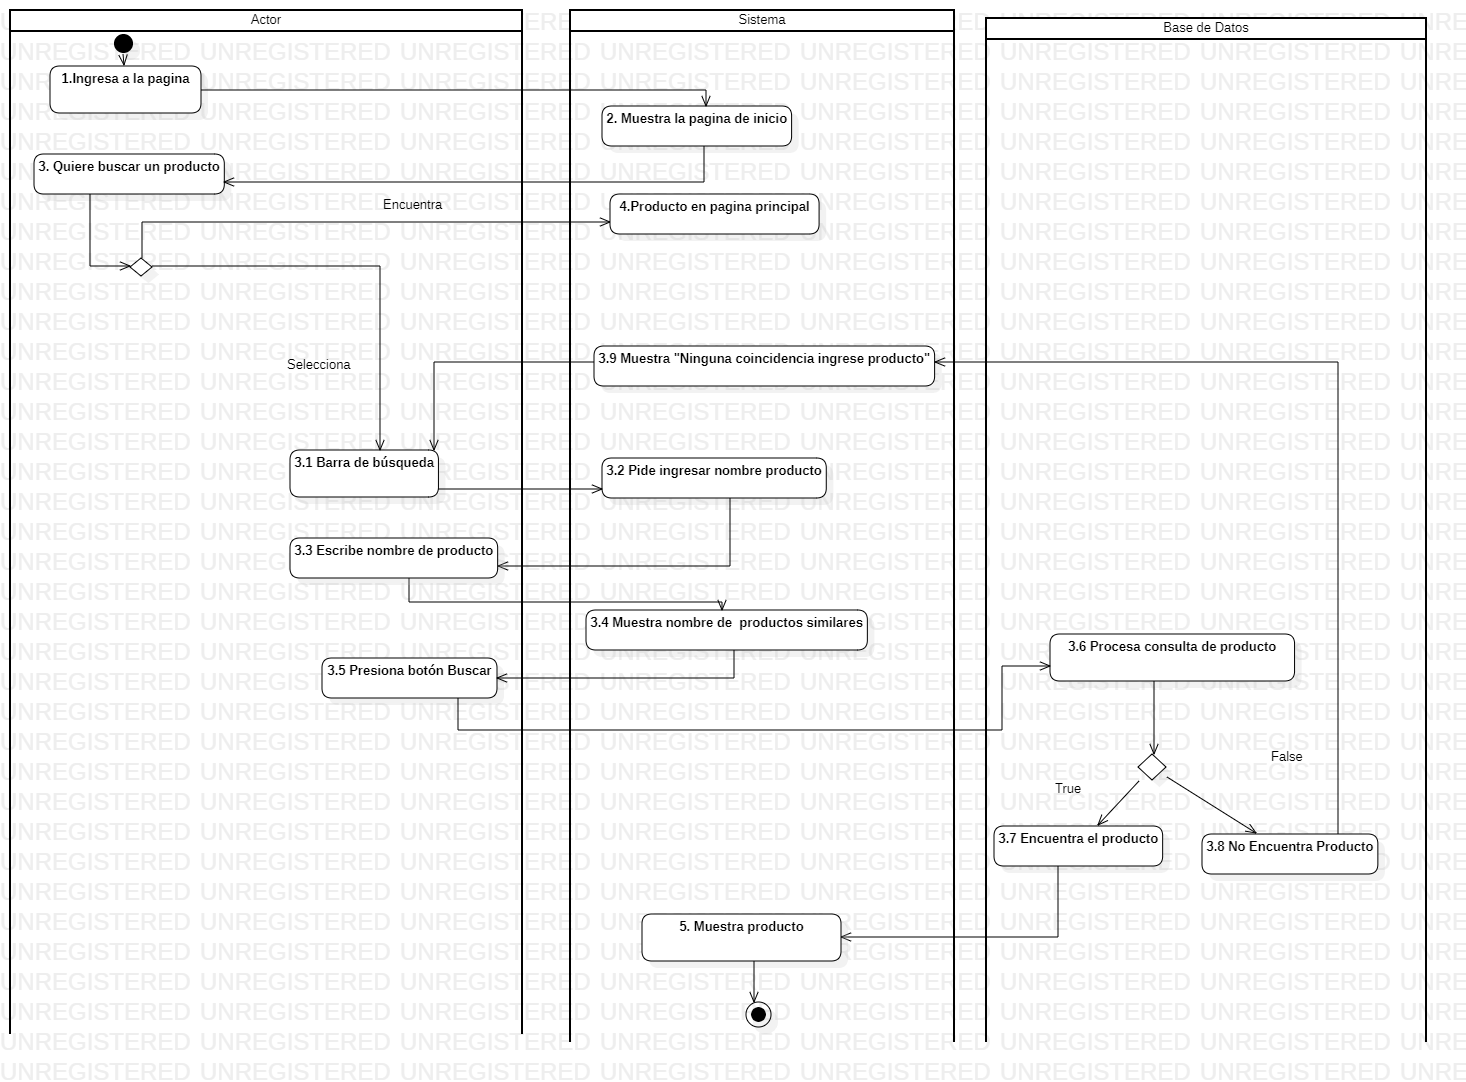 Actor
Sistema
Base de Datos
1.Ingresa a la pagina
2. Muestra la pagina de inicio
3. Quiere buscar un producto
Encuentra
4.Producto en pagina principal
Selecciona
3.9 Muestra "Ninguna coincidencia ingrese producto"
3.1 Barra de búsqueda
3.2 Pide ingresar nombre producto
3.3 Escribe nombre de producto
3.4 Muestra nombre de  productos similares
3.5 Presiona botón Buscar
3.6 Procesa consulta de producto
False
True
3.7 Encuentra el producto
3.8 No Encuentra Producto
5. Muestra producto
UNREGISTERED